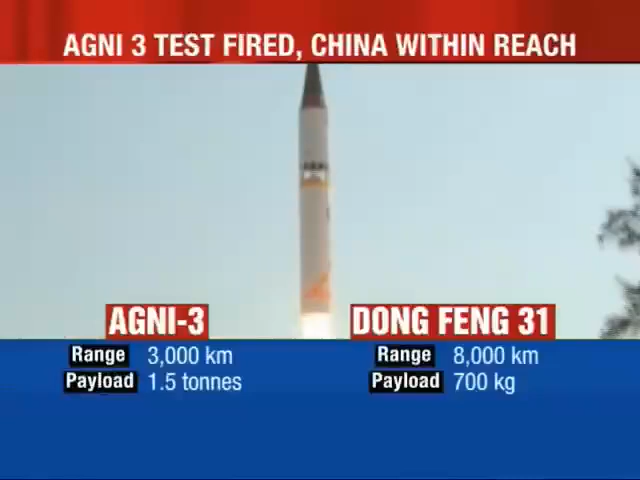 AGNI 3 TEST FIRED, CHINA WITHIN REACH
AGNI-3
Range 3,000 km
Payload 1.5 tonnes
DONG FENG 31
Range 8,000 km
Payload 700 kg